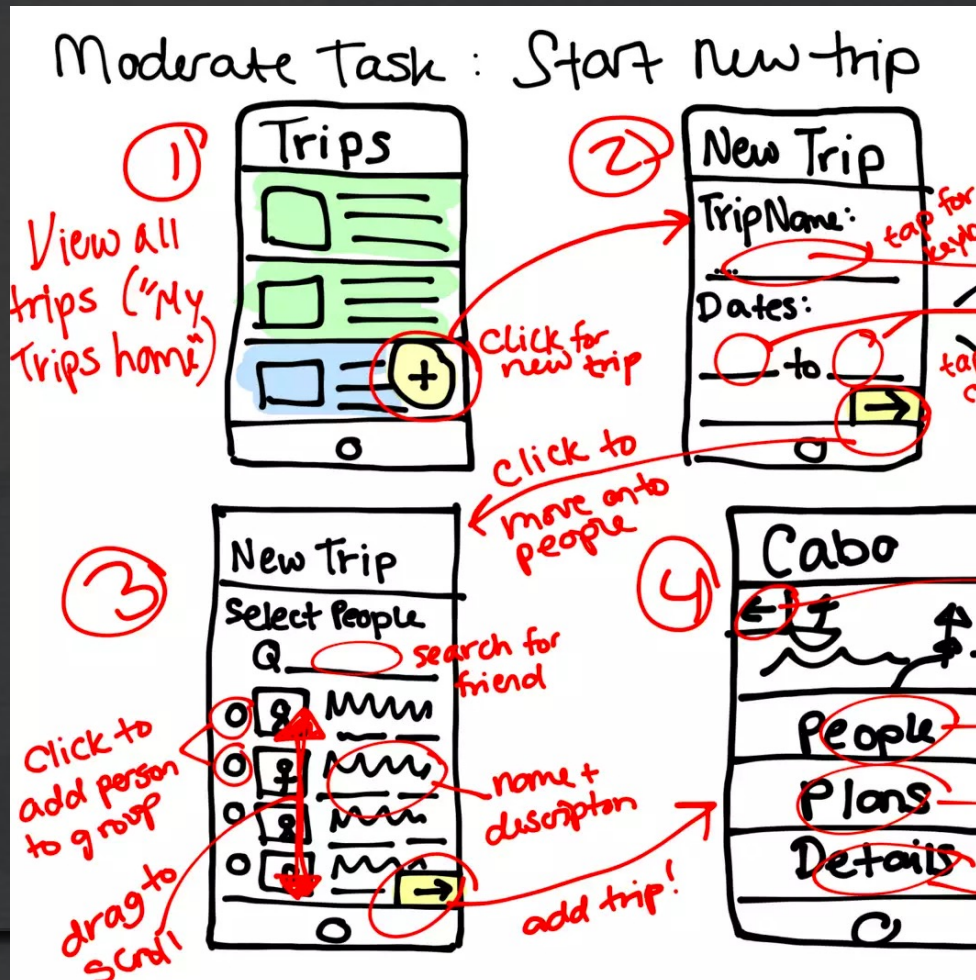 Moderate Task : Start New trip
1
View all
trips ("My
Trips home")
Trips
+
Click for
new trip
2
New Trip
Trip Name:
tap for
Dates:
to
click to
move onto
people
3
New Trip
Select People
search for
friend
Click to
add person
to group
name +
description
drag to
scroll
add trip!
4
Cabo
People
Plans
Details